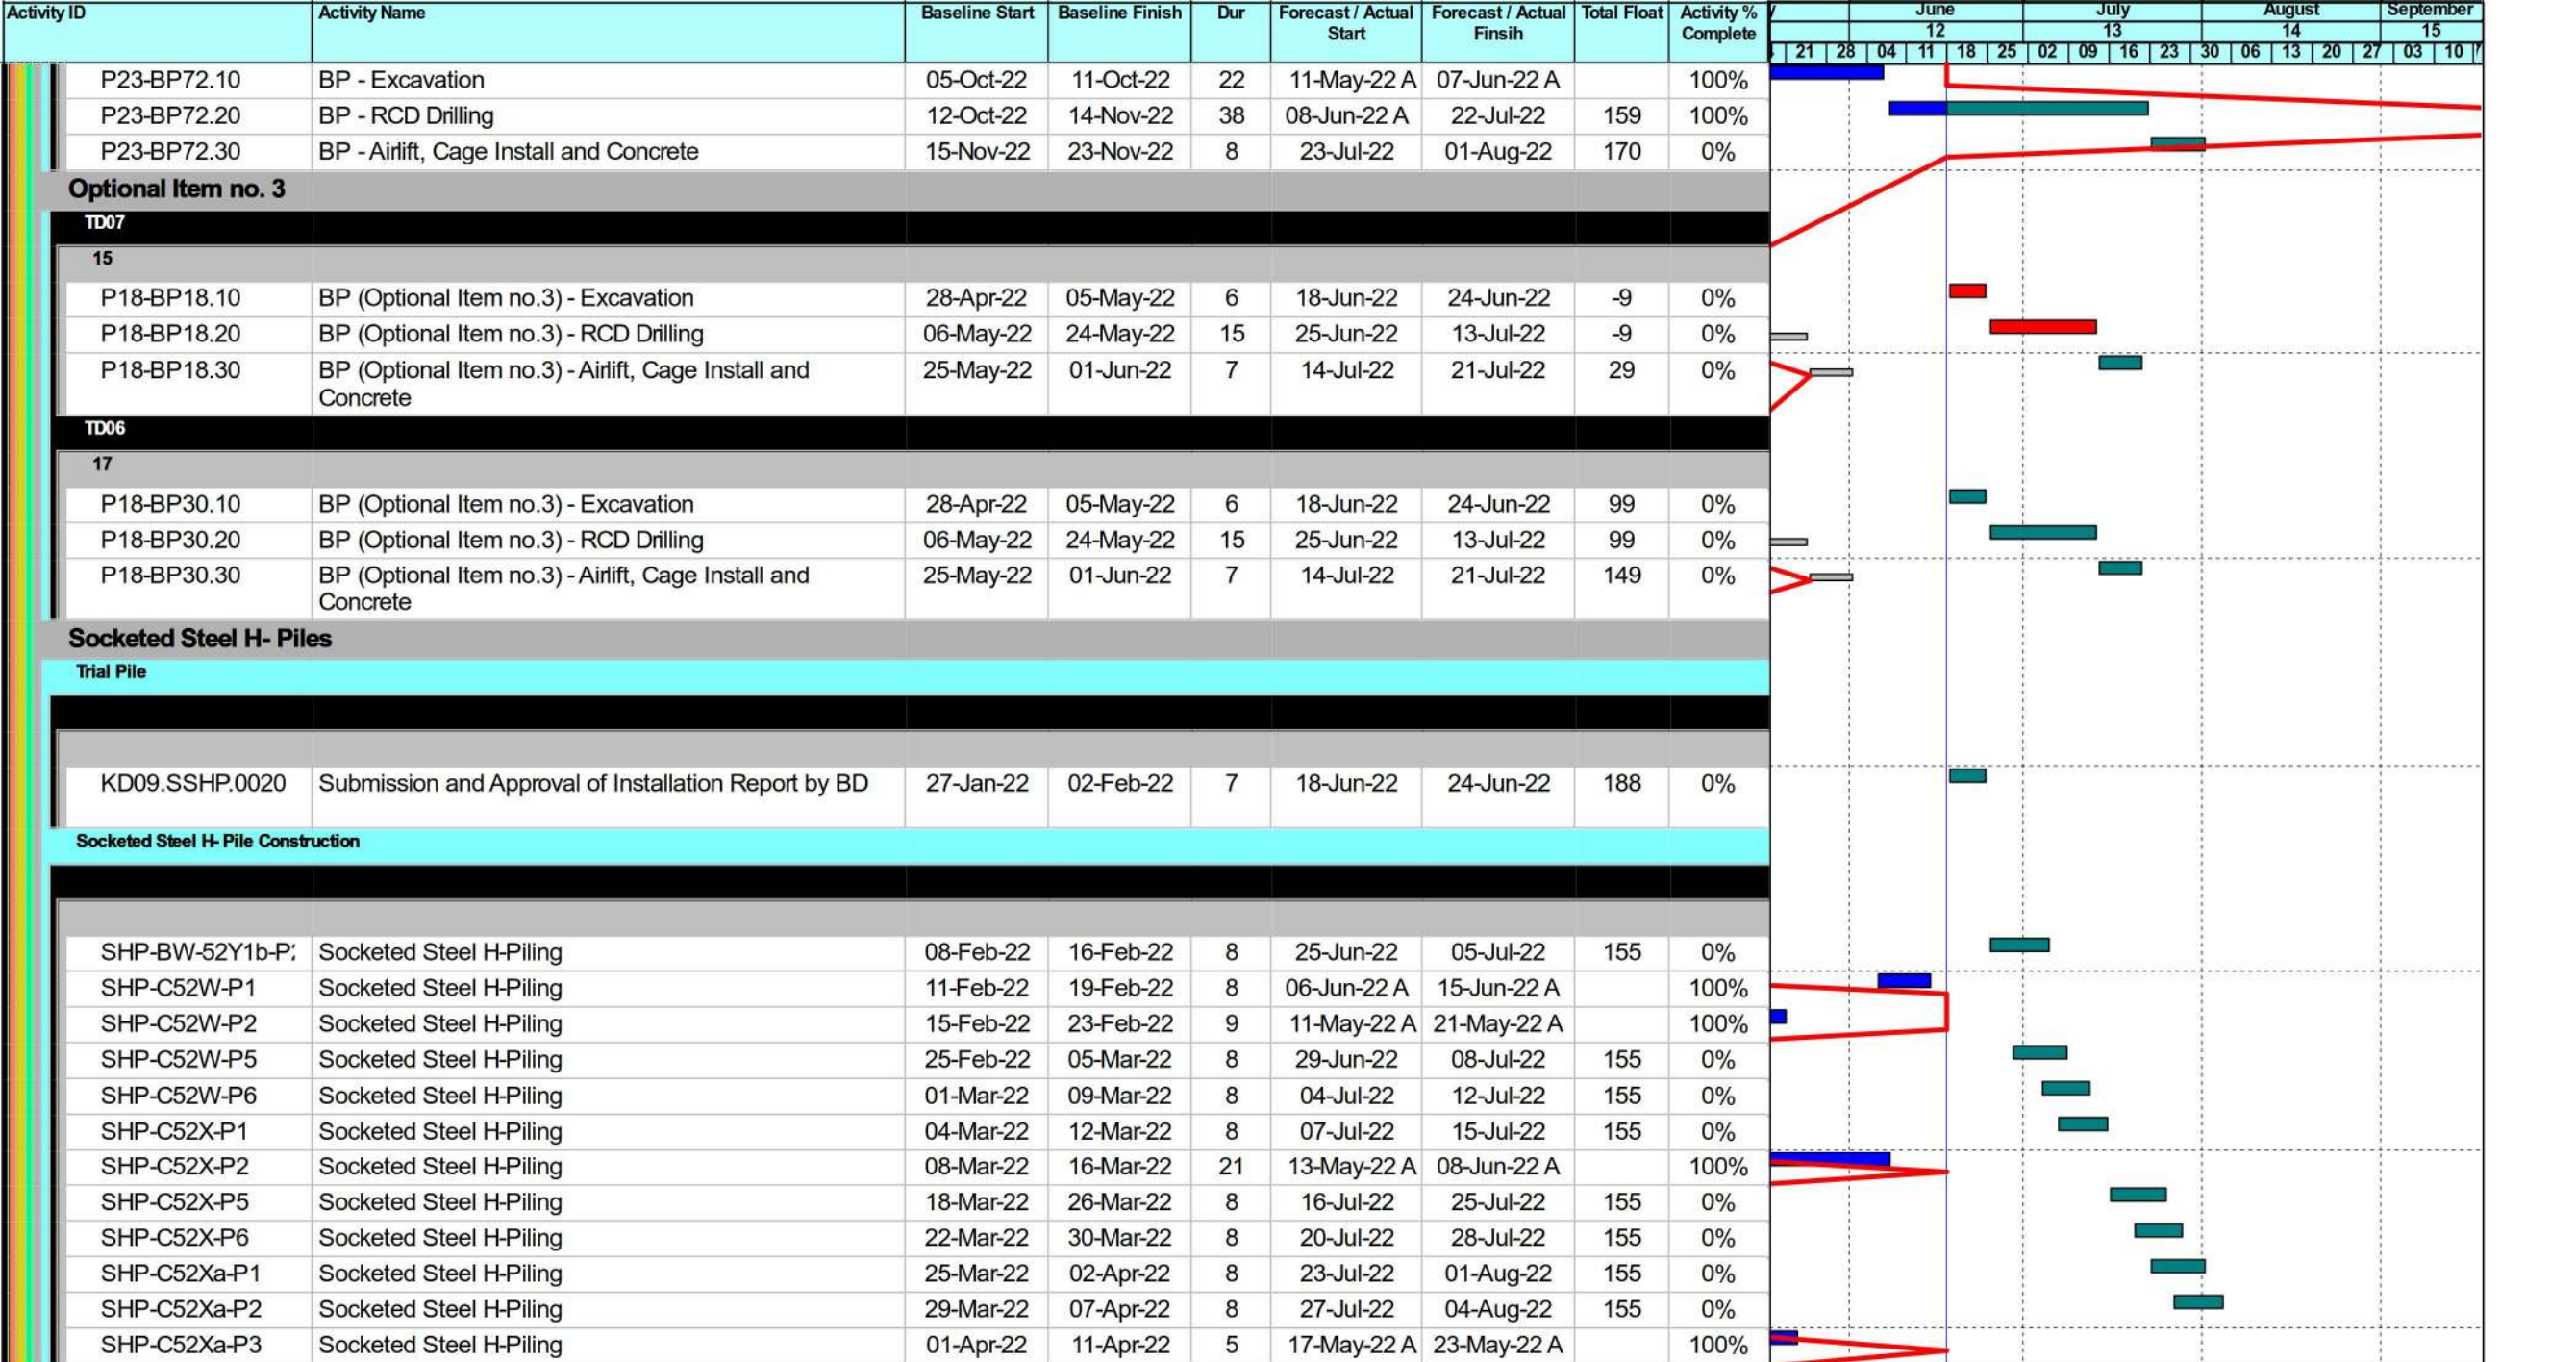 Activity ID Activity Name Baseline Start Baseline Finish Dur Forecast / Actual Start Forecast / Actual Finsih Total Float Activity % Complete
June July August September
12 13 14 15
21 28 04 11 18 25 02 09 16 23 30 06 13 20 27 03 10
P23-BP72.10 BP - Excavation 05-Oct-22 11-Oct-22 22 11-May-22 A 07-Jun-22 A 100%
P23-BP72.20 BP - RCD Drilling 12-Oct-22 14-Nov-22 38 08-Jun-22 A 22-Jul-22 159 100%
P23-BP72.30 BP - Airlift, Cage Install and Concrete 15-Nov-22 23-Nov-22 8 23-Jul-22 01-Aug-22 170 0%
Optional Item no. 3
TD07
15
P18-BP18.10 BP (Optional Item no.3) - Excavation 28-Apr-22 05-May-22 6 18-Jun-22 24-Jun-22 -9 0%
P18-BP18.20 BP (Optional Item no.3) - RCD Drilling 06-May-22 24-May-22 15 25-Jun-22 13-Jul-22 -9 0%
P18-BP18.30 BP (Optional Item no.3) - Airlift, Cage Install and 25-May-22 01-Jun-22 7 14-Jul-22 21-Jul-22 29 0%
Concrete
TD06
17
P18-BP30.10 BP (Optional Item no.3) - Excavation 28-Apr-22 05-May-22 6 18-Jun-22 24-Jun-22 99 0%
P18-BP30.20 BP (Optional Item no.3) - RCD Drilling 06-May-22 24-May-22 15 25-Jun-22 13-Jul-22 99 0%
P18-BP30.30 BP (Optional Item no.3) - Airlift, Cage Install and 25-May-22 01-Jun-22 7 14-Jul-22 21-Jul-22 149 0%
Concrete
Socketed Steel H- Piles
Trial Pile
KD09.SSHP.0020 Submission and Approval of Installation Report by BD 27-Jan-22 02-Feb-22 7 18-Jun-22 24-Jun-22 188 0%
Socketed Steel H- Pile Construction
SHP-BW-52Y1b-P Socketed Steel H-Piling 08-Feb-22 16-Feb-22 8 25-Jun-22 05-Jul-22 155 0%
SHP-C52W-P1 Socketed Steel H-Piling 11-Feb-22 19-Feb-22 8 06-Jun-22 A 15-Jun-22 A 100%
SHP-C52W-P2 Socketed Steel H-Piling 15-Feb-22 23-Feb-22 9 11-May-22 A 21-May-22 A 100%
SHP-C52W-P5 Socketed Steel H-Piling 25-Feb-22 05-Mar-22 8 29-Jun-22 08-Jul-22 155 0%
SHP-C52W-P6 Socketed Steel H-Piling 01-Mar-22 09-Mar-22 8 04-Jul-22 12-Jul-22 155 0%
SHP-C52X-P1 Socketed Steel H-Piling 04-Mar-22 12-Mar-22 8 07-Jul-22 15-Jul-22 155 0%
SHP-C52X-P2 Socketed Steel H-Piling 08-Mar-22 16-Mar-22 21 13-May-22 A 08-Jun-22 A 100%
SHP-C52X-P5 Socketed Steel H-Piling 18-Mar-22 26-Mar-22 8 16-Jul-22 25-Jul-22 155 0%
SHP-C52X-P6 Socketed Steel H-Piling 22-Mar-22 30-Mar-22 8 20-Jul-22 28-Jul-22 155 0%
SHP-C52Xa-P1 Socketed Steel H-Piling 25-Mar-22 02-Apr-22 8 23-Jul-22 01-Aug-22 155 0%
SHP-C52Xa-P2 Socketed Steel H-Piling 29-Mar-22 07-Apr-22 8 27-Jul-22 04-Aug-22 155 0%
SHP-C52Xa-P3 Socketed Steel H-Piling 01-Apr-22 11-Apr-22 5 17-May-22 A 23-May-22 A 100%